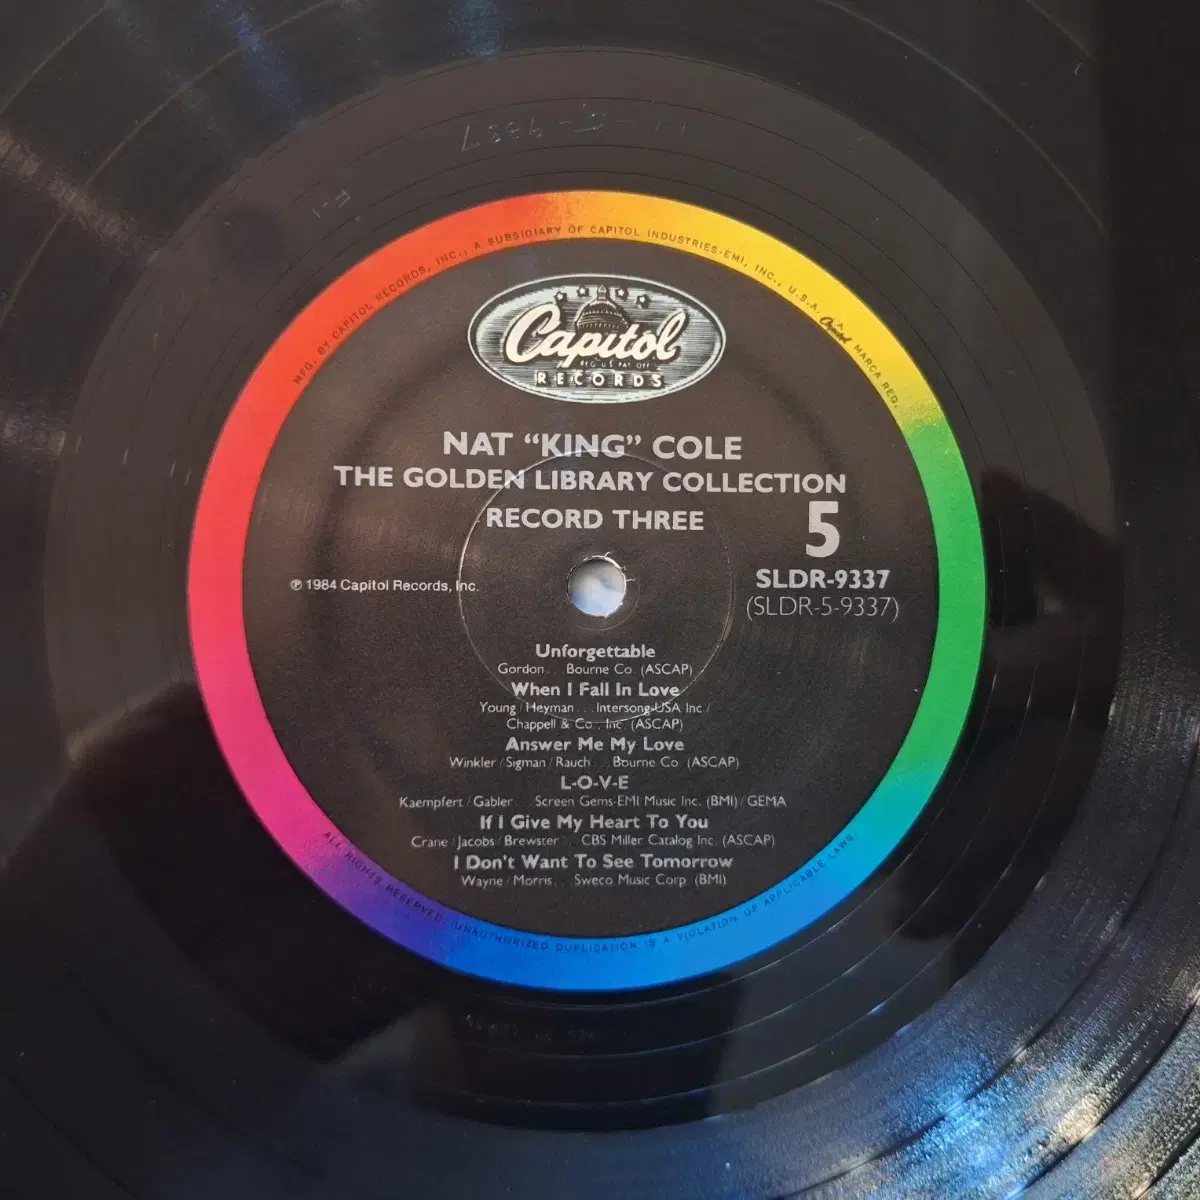 MFG. BY CAPITOL RECORDS, INC., A SUBSIDIARY OF CAPITOL INDUSTRIES-EMI, INC., U.S.A. Capitol MARCA REG.
Capitol
REG. U.S. PAT. OFF.
RECORDS
NAT “KING” COLE
THE GOLDEN LIBRARY COLLECTION
RECORD THREE
5
SLDR-9337
(SLDR-5-9337)
℗ 1984 Capitol Records, Inc.
Unforgettable
Gordon... Bourne Co. (ASCAP)
When I Fall In Love
Young/Heyman... Intersong-USA Inc./
Chappell & Co., Inc. (ASCAP)
Answer Me My Love
Winkler/Sigman/Rauch... Bourne Co. (ASCAP)
L-O-V-E
Kaempfert/Gabler... Screen Gems-EMI Music Inc. (BMI)/GEMA
If I Give My Heart To You
Crane/Jacobs/Brewster... CBS Miller Catalog Inc. (ASCAP)
I Don't Want To See Tomorrow
Wayne/Morris... Sweco Music Corp. (BMI)
ALL RIGHTS RESERVED. UNAUTHORIZED DUPLICATION IS A VIOLATION OF APPLICABLE LAWS.